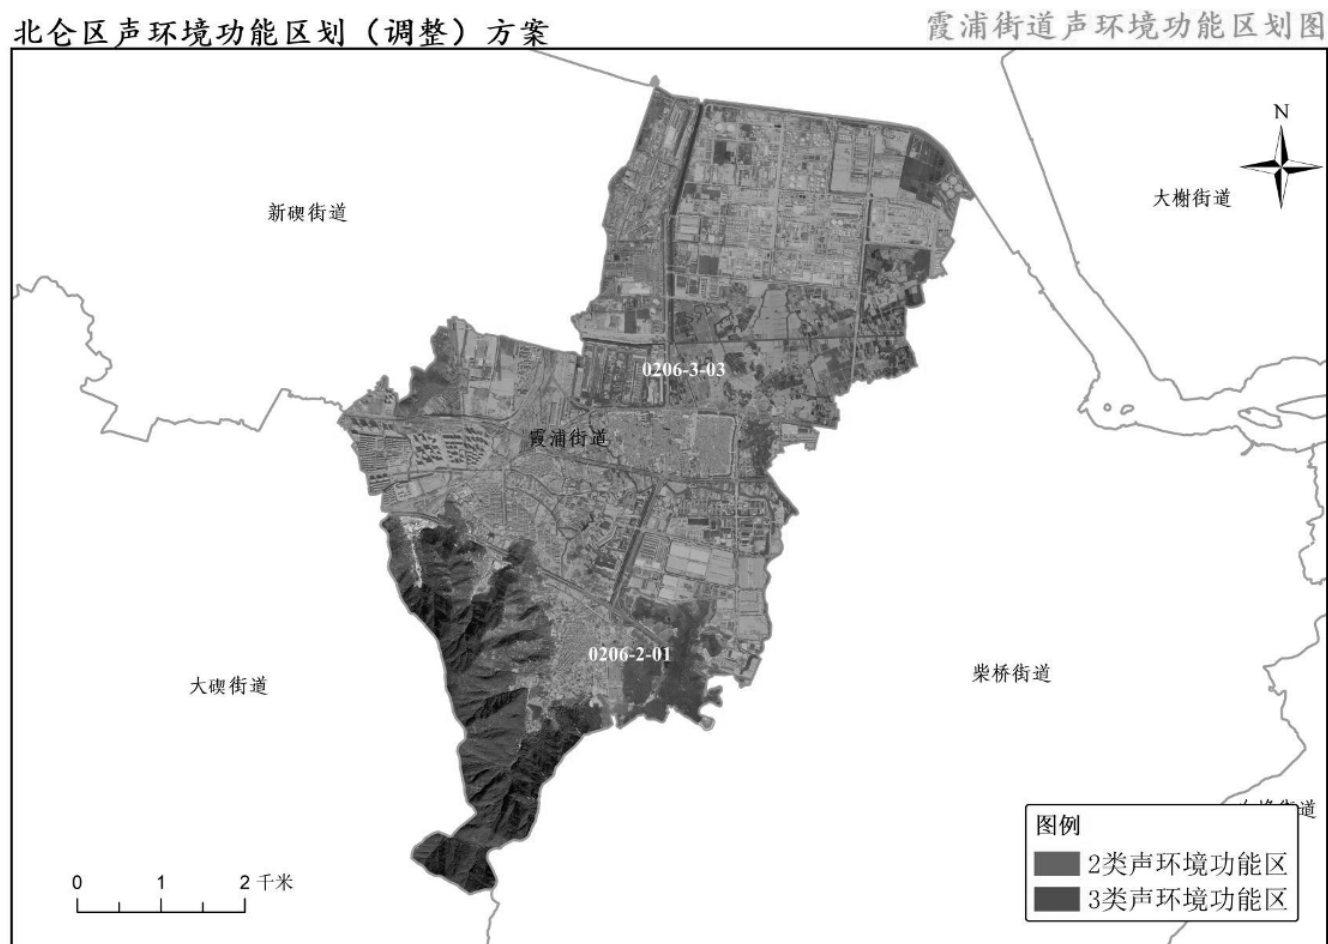 北仑区声环境功能区划（调整）方案
霞浦街道声环境功能区划图
N
新碶街道
大榭街道
0206-3-03
霞浦街道
0206-2-01
大碶街道
柴桥街道
街道
图例
2类声环境功能区
3类声环境功能区
0 1 2 千米